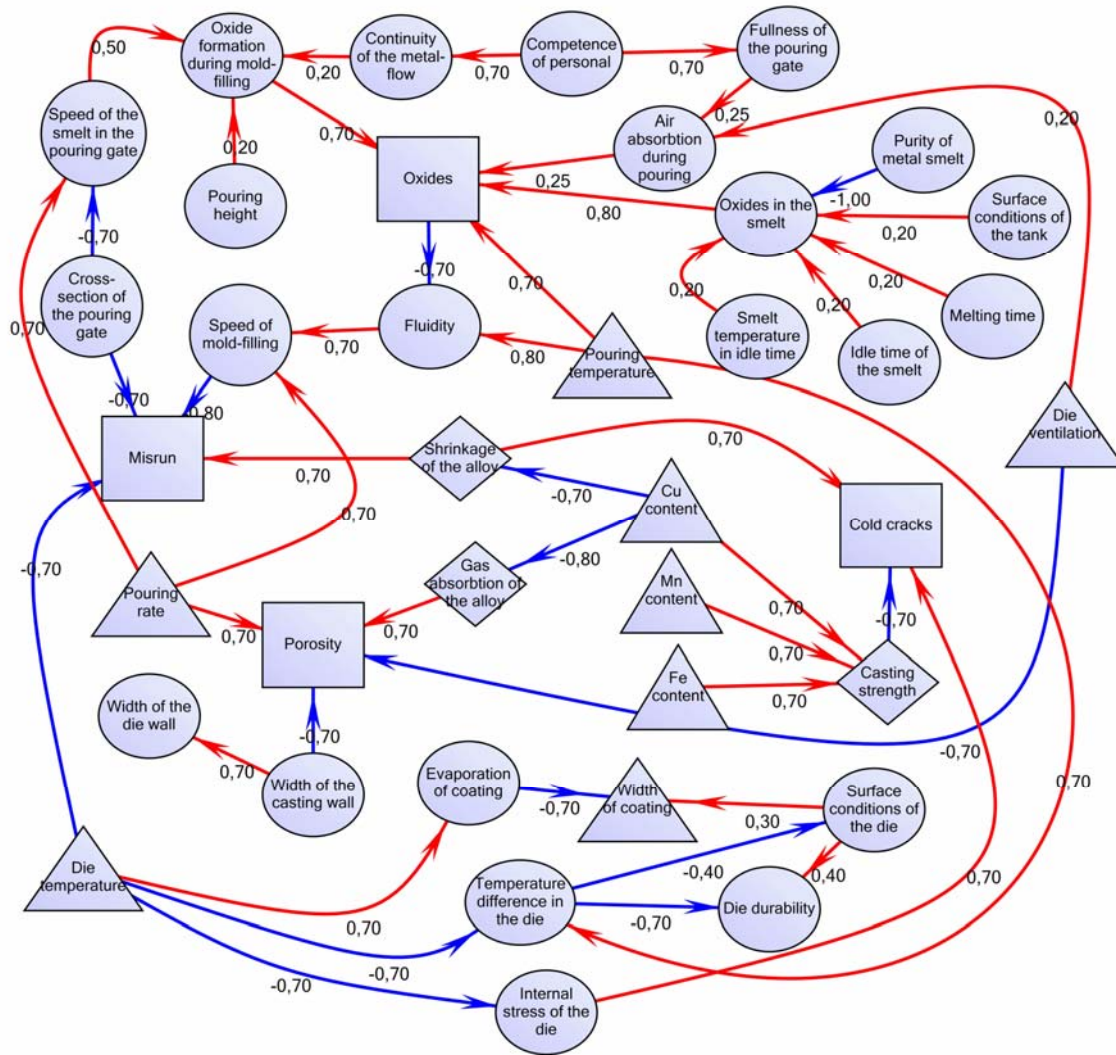 0,50
Oxide
formation
during mold-
filling
0,20
Continuity
of the metal-
flow
0,70
Competence
of personal
0,70
Fullness of
the pouring
gate
Speed of the
smelt in the
pouring gate
0,70
0,20
Pouring
height
Oxides
0,25
Air
absorbtion
during
pouring
0,25
0,20
Purity of
metal smelt
-1,00
0,80
Oxides in the
smelt
0,20
Surface
conditions of
the tank
-0,70
Cross-
section of
the pouring
gate
0,70
-0,70
0,70
0,20
0,20
0,20
Melting time
Speed of
mold-filling
0,70
Fluidity
0,80
Pouring
temperature
Smelt
temperature
in idle time
Idle time of
the smelt
-0,70
-0,80
Die
ventilation
Misrun
0,70
Shrinkage
of the alloy
0,70
-0,70
Cu
content
Cold cracks
-0,70
-0,70
Gas
absorbtion of
the alloy
-0,80
Mn
content
Pouring
rate
0,70
Porosity
0,70
0,70
0,70
-0,70
Fe
content
0,70
Casting
strength
Width of the
die wall
-0,70
-0,70
0,70
Width of the
casting wall
Evaporation
of coating
-0,70
Width
of coating
0,30
Surface
conditions
of the die
0,70
Die
temperature
0,70
Temperature
difference in
the die
-0,40
-0,70
0,40
Die durability
0,70
-0,70
-0,70
Internal
stress of the
die